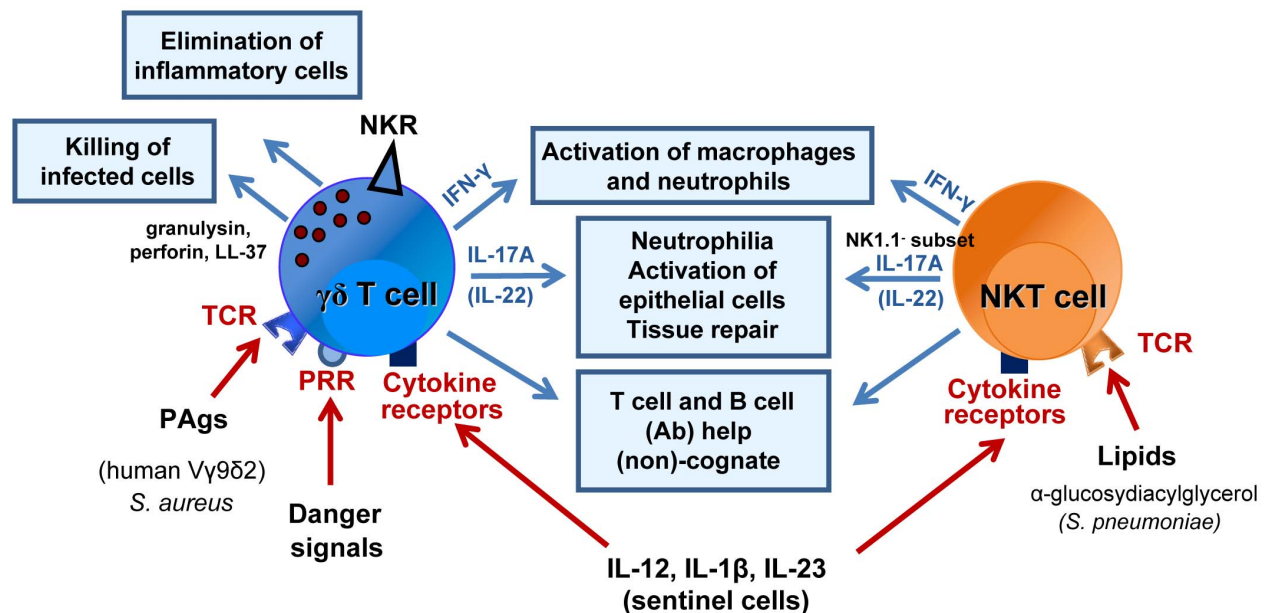 Elimination of
inflammatory cells
Killing of
infected cells
NKR
granulysin,
perforin, LL-37
γδ T cell
TCR
PRR
Cytokine
receptors
PAgs
(human Vγ9δ2)
S. aureus
Danger
signals
IFN-γ
IL-17A
(IL-22)
Activation of macrophages
and neutrophils
Neutrophilia
Activation of
epithelial cells
Tissue repair
T cell and B cell
(Ab) help
(non)-cognate
IL-12, IL-1β, IL-23
(sentinel cells)
IFN-γ
NK1.1⁻ subset
IL-17A
(IL-22)
NKT cell
TCR
Cytokine
receptors
Lipids
α-glucosydiacylglycerol
(S. pneumoniae)